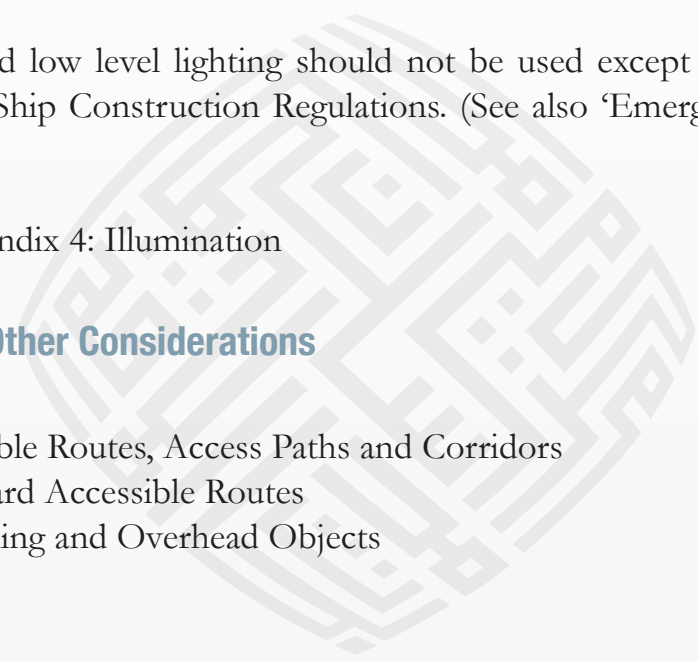 d low level lighting should not be used except
Ship Construction Regulations. (See also ‘Emerg
ndix 4: Illumination
Other Considerations
ble Routes, Access Paths and Corridors
ard Accessible Routes
ing and Overhead Objects